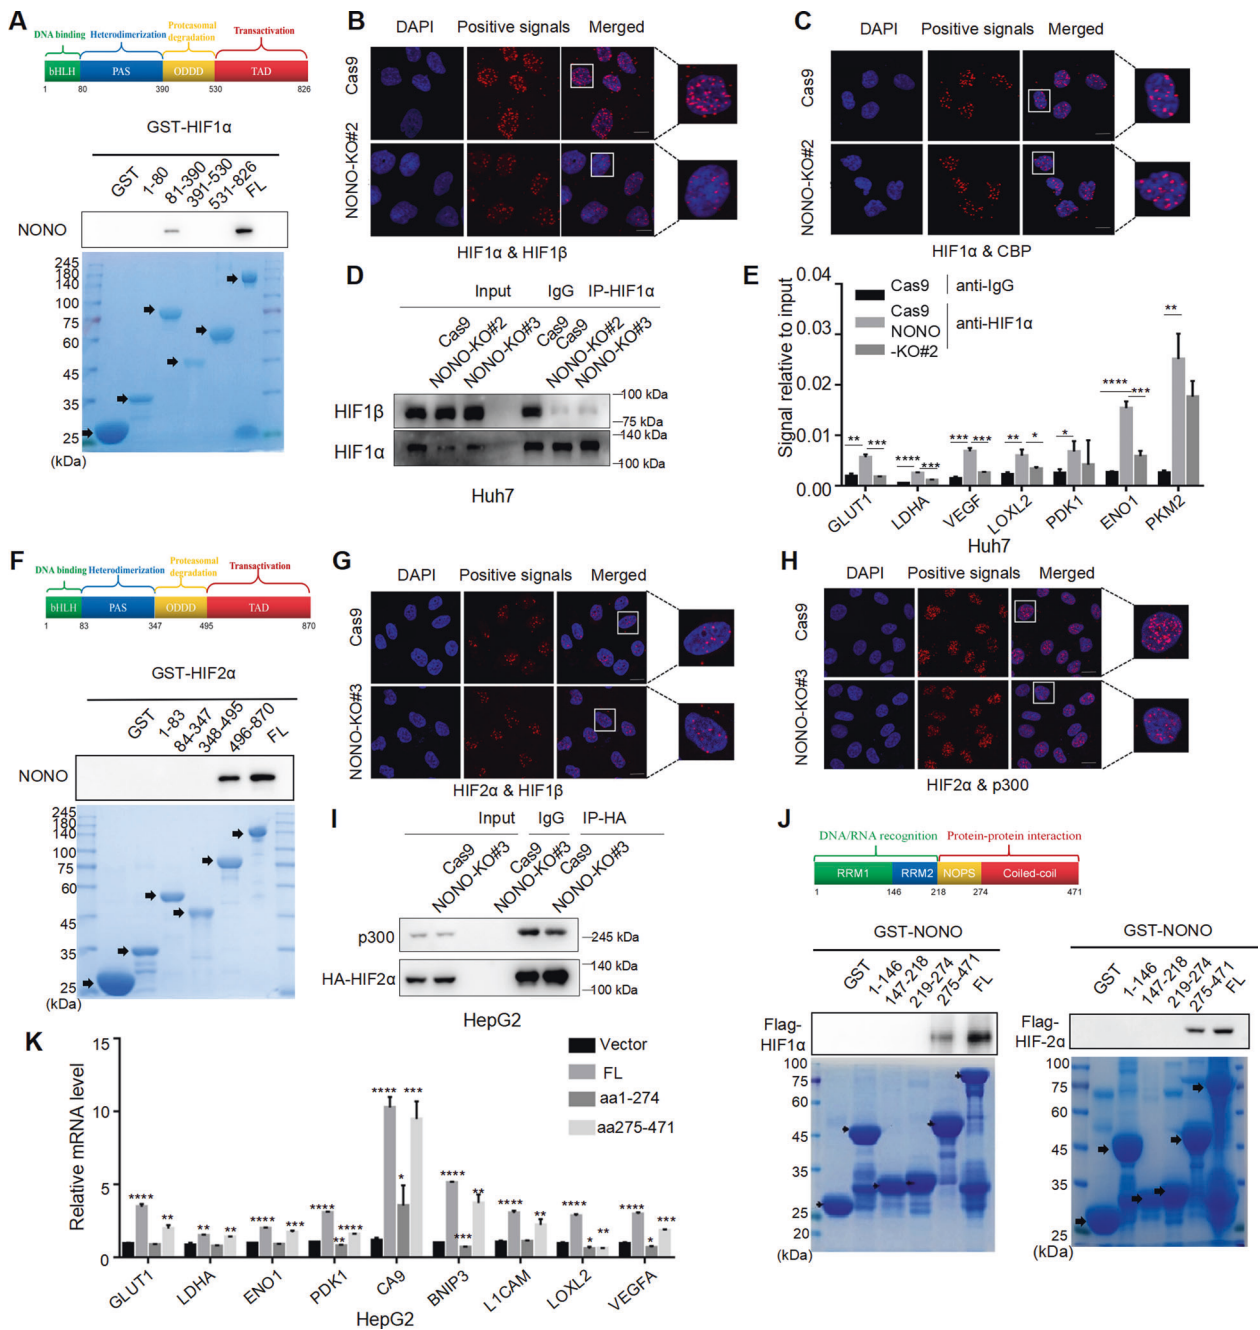 A
DNA binding Heterodimerization Proteasomal degradation Transactivation
bHLH PAS ODDD TAD
1 80 390 530 826
GST-HIF1α
GST 1-80 81-390 391-530 531-826 FL
NONO
245
180
140
100
75
60
45
35
25
(kDa)
B
DAPI Positive signals Merged
Cas9
NONO-KO#2
HIF1α & HIF1β
C
DAPI Positive signals Merged
Cas9
NONO-KO#2
HIF1α & CBP
D
Input IgG IP-HIF1α
Cas9 NONO-KO#2 NONO-KO#3 Cas9 Cas9 NONO-KO#2 NONO-KO#3
HIF1β
100 kDa
75 kDa
HIF1α
140 kDa
100 kDa
Huh7
E
Signal relative to input
0.04
0.03
0.02
0.01
0.00
Cas9 anti-IgG
Cas9
NONO anti-HIF1α
-KO#2
** *** **** *** *** *** ** * * **** *** **
GLUT1 LDHA VEGF LOXL2 PDK1 ENO1 PKM2
Huh7
F
DNA binding Heterodimerization Proteasomal degradation Transactivation
bHLH PAS ODDD TAD
1 83 347 495 870
GST-HIF2α
GST 1-83 84-347 348-495 496-870 FL
NONO
245
180
140
100
75
60
45
35
25
(kDa)
G
DAPI Positive signals Merged
Cas9
NONO-KO#3
HIF2α & HIF1β
H
DAPI Positive signals Merged
Cas9
NONO-KO#3
HIF2α & p300
I
Input IgG IP-HA
Cas9 NONO-KO#3 Cas9 NONO-KO#3 Cas9 NONO-KO#3
p300
245 kDa
HA-HIF2α
140 kDa
100 kDa
HepG2
J
DNA/RNA recognition Protein-protein interaction
RRM1 RRM2 NOPS Coiled-coil
1 146 218 274 471
GST-NONO
GST 1-146 147-218 219-274 275-471 FL
Flag-
HIF1α
100
75
60
45
35
25
20
(kDa)
GST-NONO
GST 1-146 147-218 219-274 275-471 FL
Flag-
HIF-2α
100
75
60
45
35
25
(kDa)
K
Relative mRNA level
15
10
5
0
Vector
FL
aa1-274
aa275-471
**** ** ** ** **** *** **** ** **** **** * *** **** *** ** **** ** **** * ** **** * ***
GLUT1 LDHA ENO1 PDK1 CA9 BNIP3 L1CAM LOXL2 VEGFA
HepG2